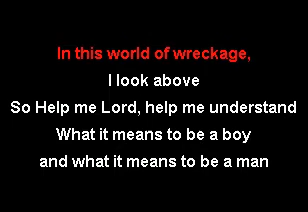 In this world of wreckage,
I look above
So Help me Lord, help me understand
What it means to be a boy
and what it means to be a man